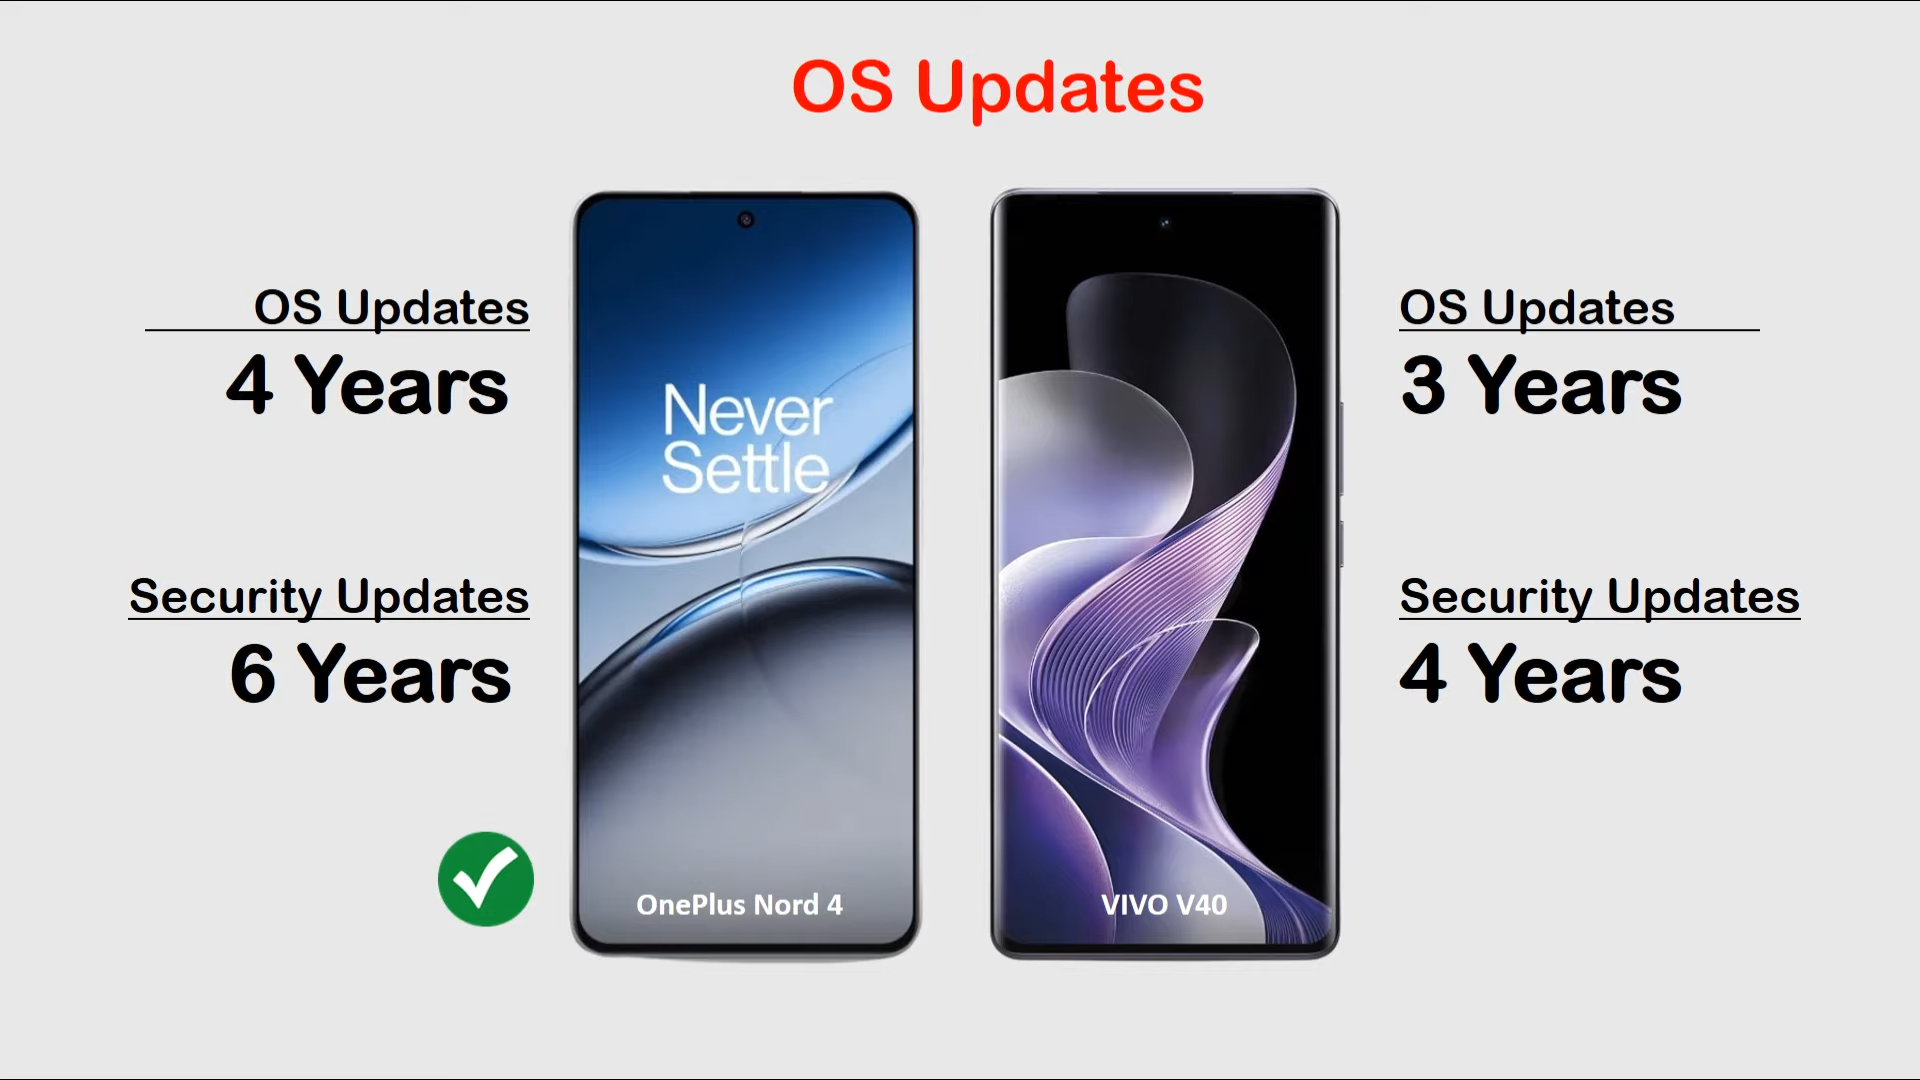 OS Updates
OS Updates
4 Years
Security Updates
6 Years
Never
Settle
OnePlus Nord 4
VIVO V40
OS Updates
3 Years
Security Updates
4 Years